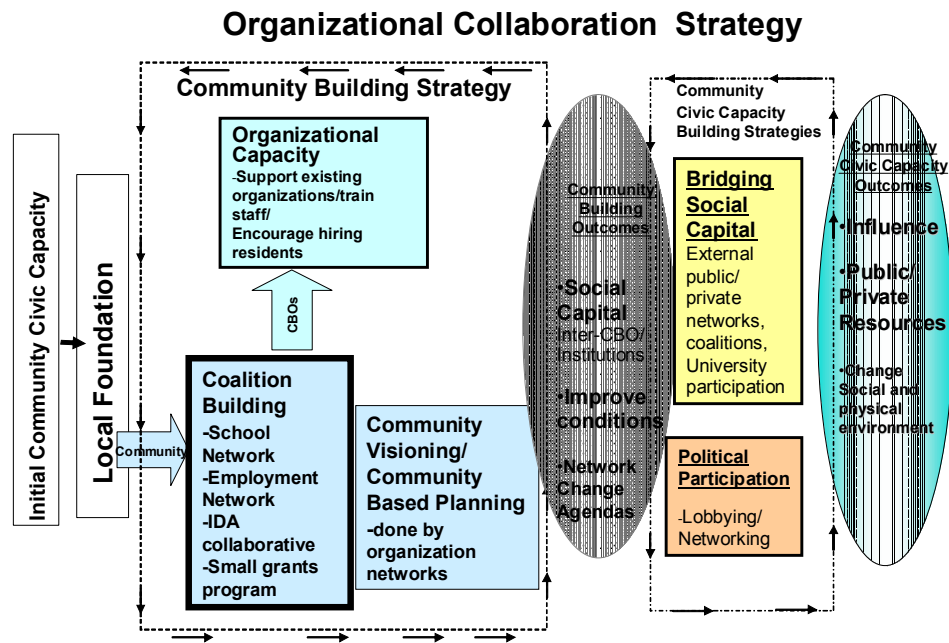 Organizational Collaboration Strategy
Initial Community Civic Capacity
Local Foundation
Community
Community Building Strategy
Organizational
Capacity
-Support existing
organizations/train
staff/
Encourage hiring
residents
CBOs
Coalition
Building
-School
Network
-Employment
Network
-IDA
collaborative
-Small grants
program
Community
Visioning/
Community
Based Planning
-done by
organization
networks
Community
Building
Outcomes
•Social
Capital
Inter-CBO/
Institutions
•Improve
conditions
•Network
Change
Agendas
Community
Civic Capacity
Building Strategies
Bridging
Social
Capital
External
public/
private
networks,
coalitions,
University
participation
Political
Participation
-Lobbying/
Networking
Community
Civic Capacity
Outcomes
•Influence
•Public/
Private
Resources
•Change
Social and
physical
environment